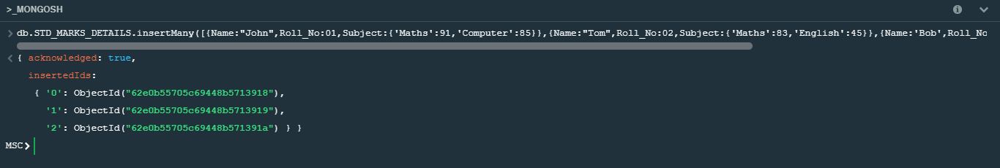 >_MONGOSH
> db.STD_MARKS_DETAILS.insertMany([{Name:"John",Roll_No:01,Subject:{'Maths':91,'Computer':85}},{Name:"Tom",Roll_No:02,Subject:{'Maths':83,'English':45}},{Name:'Bob',Roll_No
< { acknowledged: true,
insertedIds:
{ '0': ObjectId("62e0b55705c69448b5713918"),
'1': ObjectId("62e0b55705c69448b5713919"),
'2': ObjectId("62e0b55705c69448b571391a") } }
MSC>